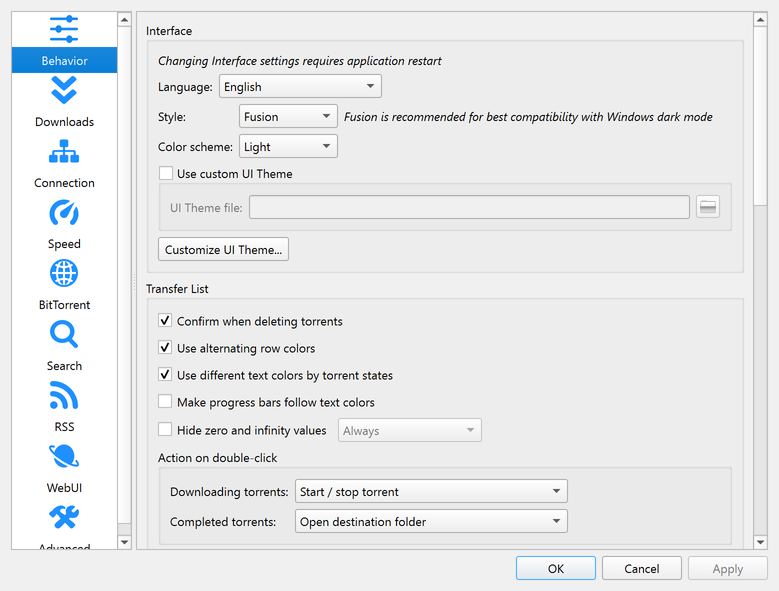 Behavior
Downloads
Connection
Speed
BitTorrent
Search
RSS
WebUI
Advanced
Interface
Changing Interface settings requires application restart
Language: English
Style: Fusion Fusion is recommended for best compatibility with Windows dark mode
Color scheme: Light
Use custom UI Theme
UI Theme file:
Customize UI Theme...
Transfer List
Confirm when deleting torrents
Use alternating row colors
Use different text colors by torrent states
Make progress bars follow text colors
Hide zero and infinity values Always
Action on double-click
Downloading torrents: Start / stop torrent
Completed torrents: Open destination folder
OK Cancel Apply